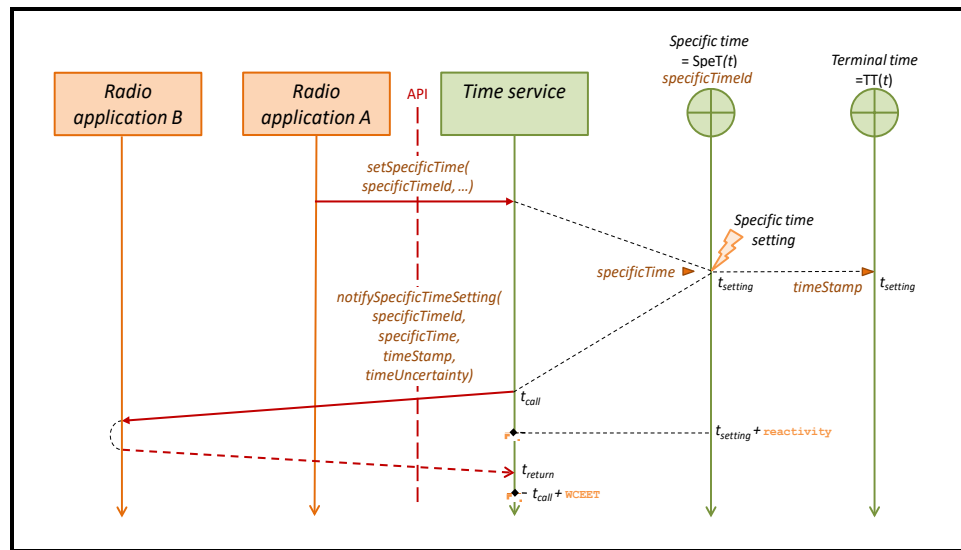 Specific time
= SpeT(t)
specificTimeId
Terminal time
=TT(t)
Radio
application B
Radio
application A
API
Time service
setSpecificTime(
specificTimeId, …)
Specific time
setting
specificTime
tsetting
timeStamp
tsetting
notifySpecificTimeSetting(
specificTimeId,
specificTime,
timeStamp,
timeUncertainty)
tcall
tsetting + reactivity
treturn
tcall + WCEET